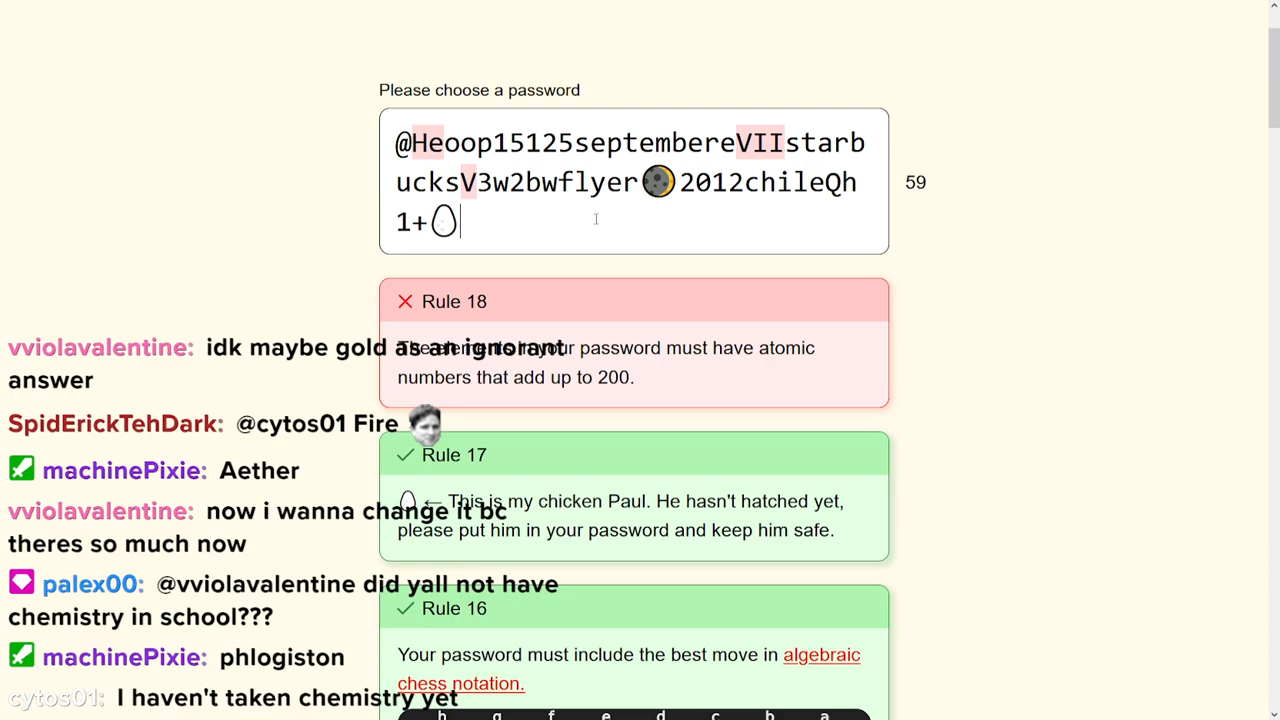 Please choose a password
@Heoop15125septembereVIIstarb
ucksV3w2bwflyer🌘2012chileQh
1+🥚
59
Rule 18
The elements in your password must have atomic
numbers that add up to 200.
Rule 17
🥚 ← This is my chicken Paul. He hasn't hatched yet,
please put him in your password and keep him safe.
Rule 16
Your password must include the best move in algebraic
chess notation.
h g f e d c b a
vviolavalentine: idk maybe gold as an ignorant
answer
SpidErickTehDark: @cytos01 Fire
machinePixie: Aether
vviolavalentine: now i wanna change it bc
theres so much now
palex00: @vviolavalentine did yall not have
chemistry in school???
machinePixie: phlogiston
cytos01: I haven't taken chemistry yet